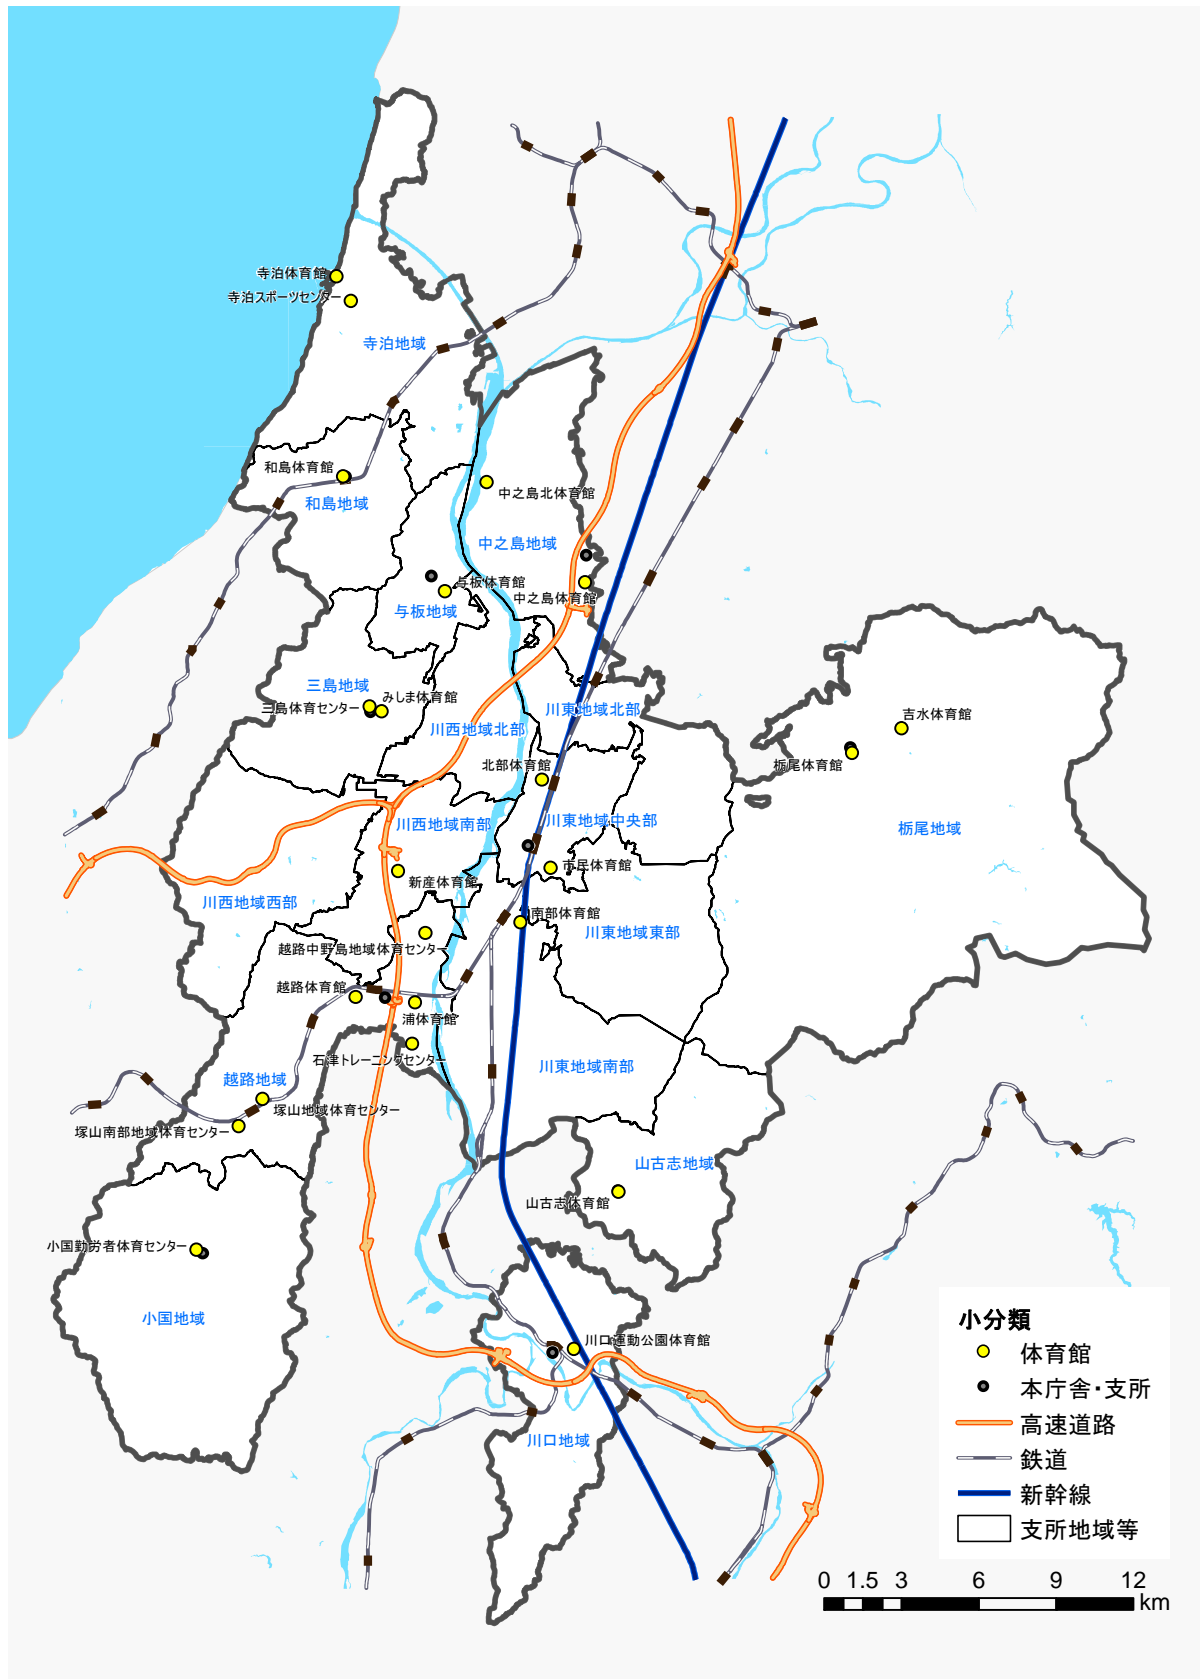 寺泊体育館
寺泊スポーツセンター
寺泊地域
和島体育館
和島地域
中之島北体育館
中之島地域
与板体育館
中之島体育館
与板地域
三島地域
みしま体育館
三島体育センター
川東地域北部
川西地域北部
吉水体育館
北部体育館
栃尾体育館
川西地域南部
川東地域中央部
栃尾地域
市民体育館
新産体育館
川西地域西部
南部体育館
川東地域東部
越路中野島地域体育センター
越路体育館
浦体育館
石津トレーニングセンター
川東地域南部
越路地域
塚山地域体育センター
塚山南部地域体育センター
山古志地域
山古志体育館
小国勤労者体育センター
小国地域
川口運動公園体育館
川口地域
小分類
体育館
本庁舎・支所
高速道路
鉄道
新幹線
支所地域等
0 1.5 3 6 9 12
km